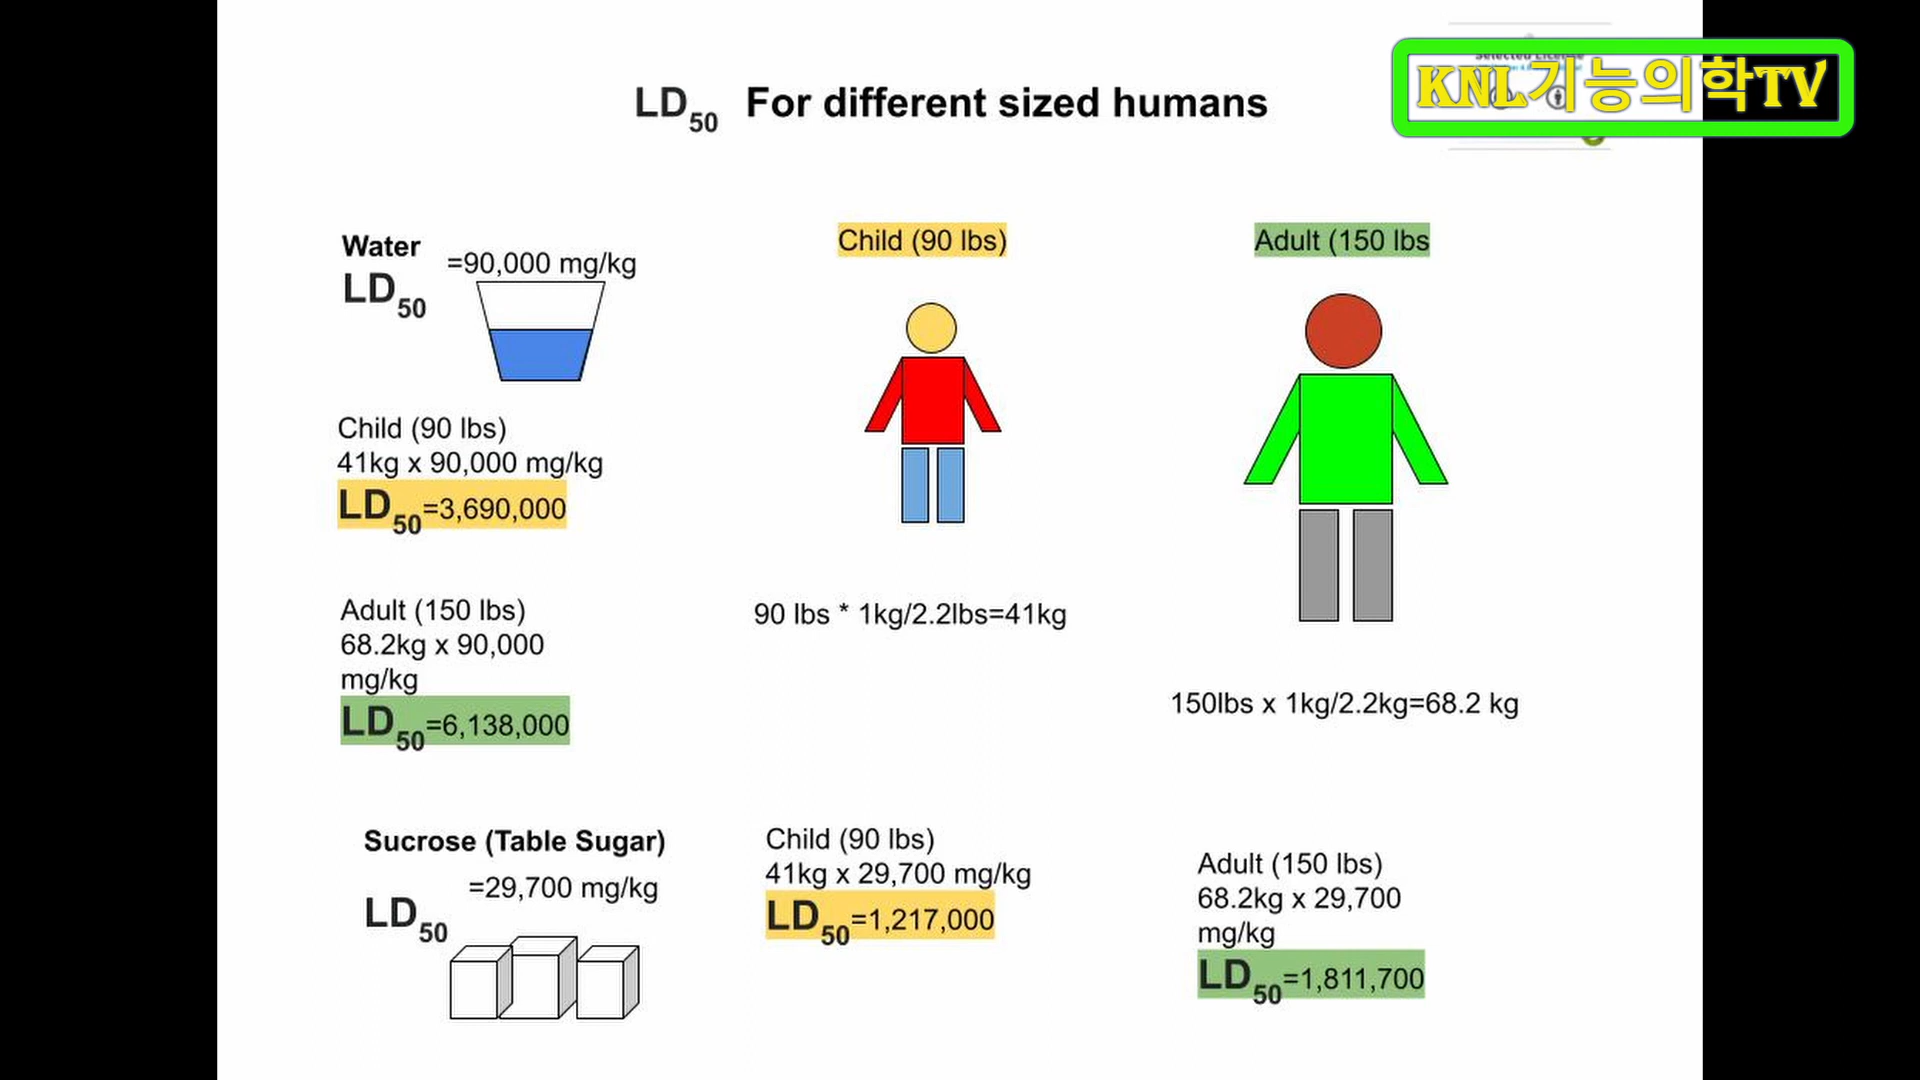 LD50 For different sized humans
KNL기능의학TV
Water
LD50
=90,000 mg/kg
Child (90 lbs)
Adult (150 lbs
Child (90 lbs)
41kg x 90,000 mg/kg
LD50=3,690,000
Adult (150 lbs)
68.2kg x 90,000
mg/kg
LD50=6,138,000
90 lbs * 1kg/2.2lbs=41kg
150lbs x 1kg/2.2kg=68.2 kg
Sucrose (Table Sugar)
=29,700 mg/kg
LD50
Child (90 lbs)
41kg x 29,700 mg/kg
LD50=1,217,000
Adult (150 lbs)
68.2kg x 29,700
mg/kg
LD50=1,811,700